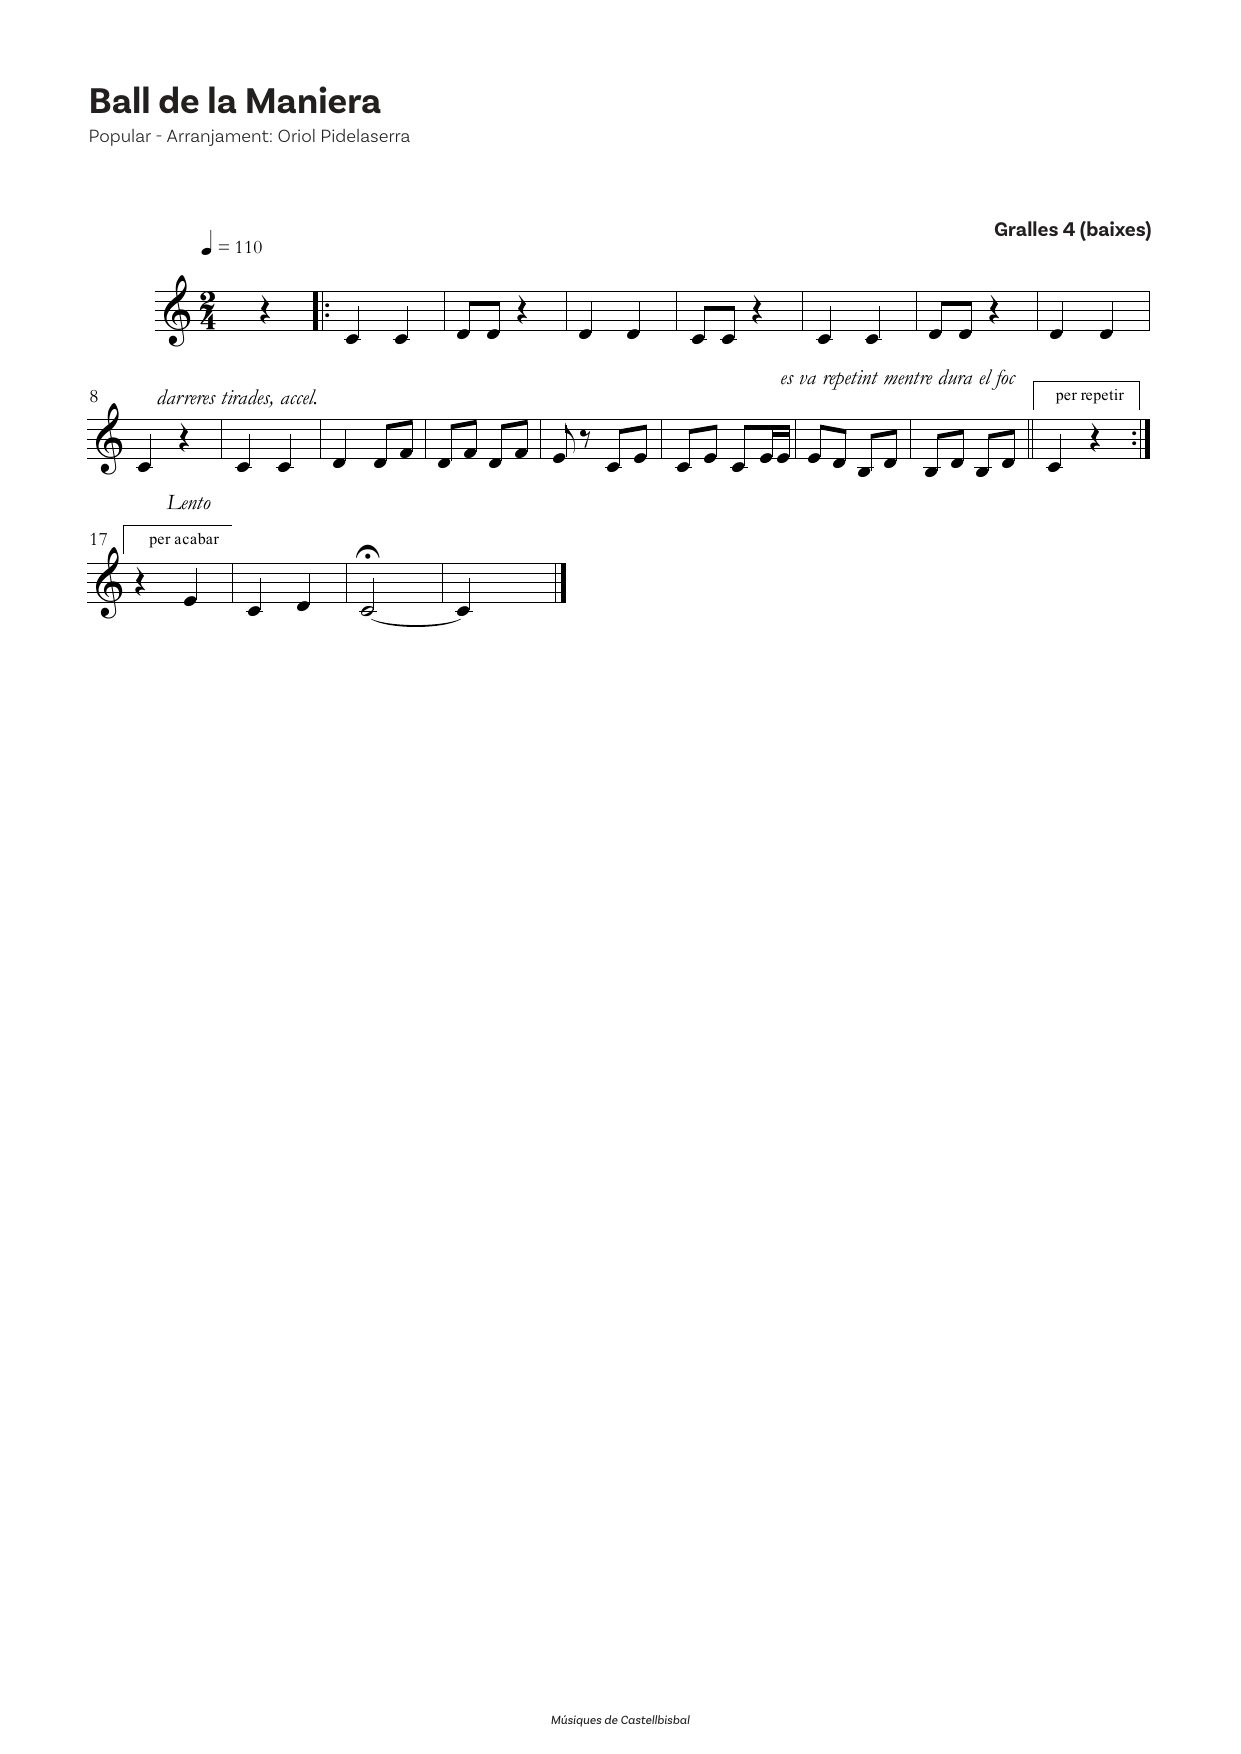 Ball de la Maniera
Popular - Arranjament: Oriol Pidelaserra
Gralles 4 (baixes)
= 110
2
4
es va repetint mentre dura el foc
8
darreres tirades, accel.
per repetir
Lento
17
per acabar
Músiques de Castellbisbal